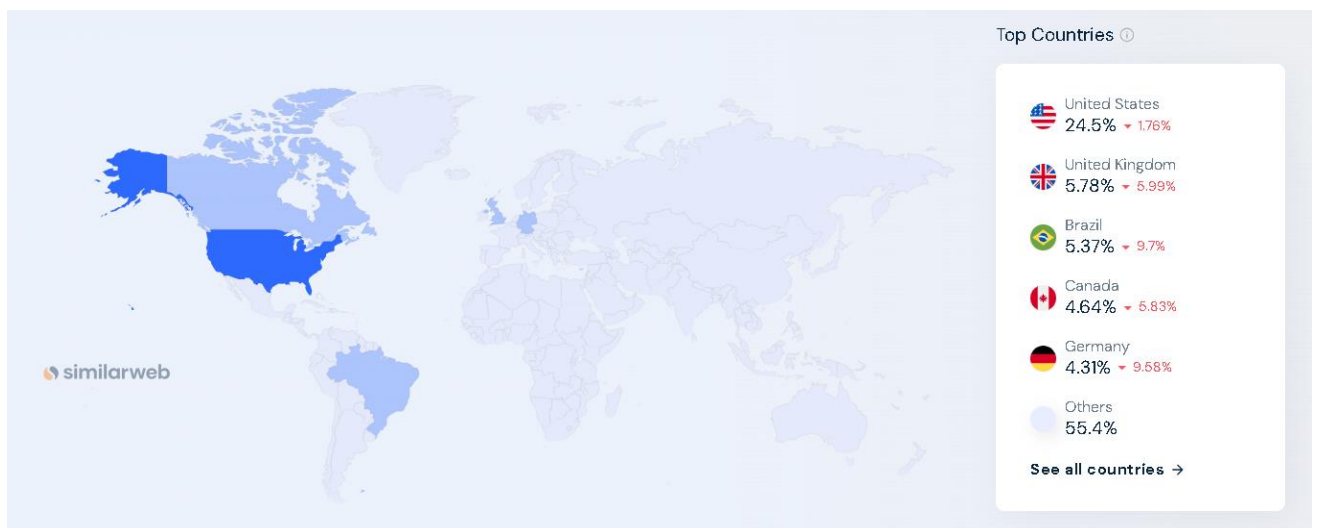 Top Countries
United States
24.5% 1.76%
United Kingdom
5.78% 5.99%
Brazil
5.37% 9.7%
Canada
4.64% 5.83%
Germany
4.31% 9.58%
Others
55.4%
See all countries →
similarweb